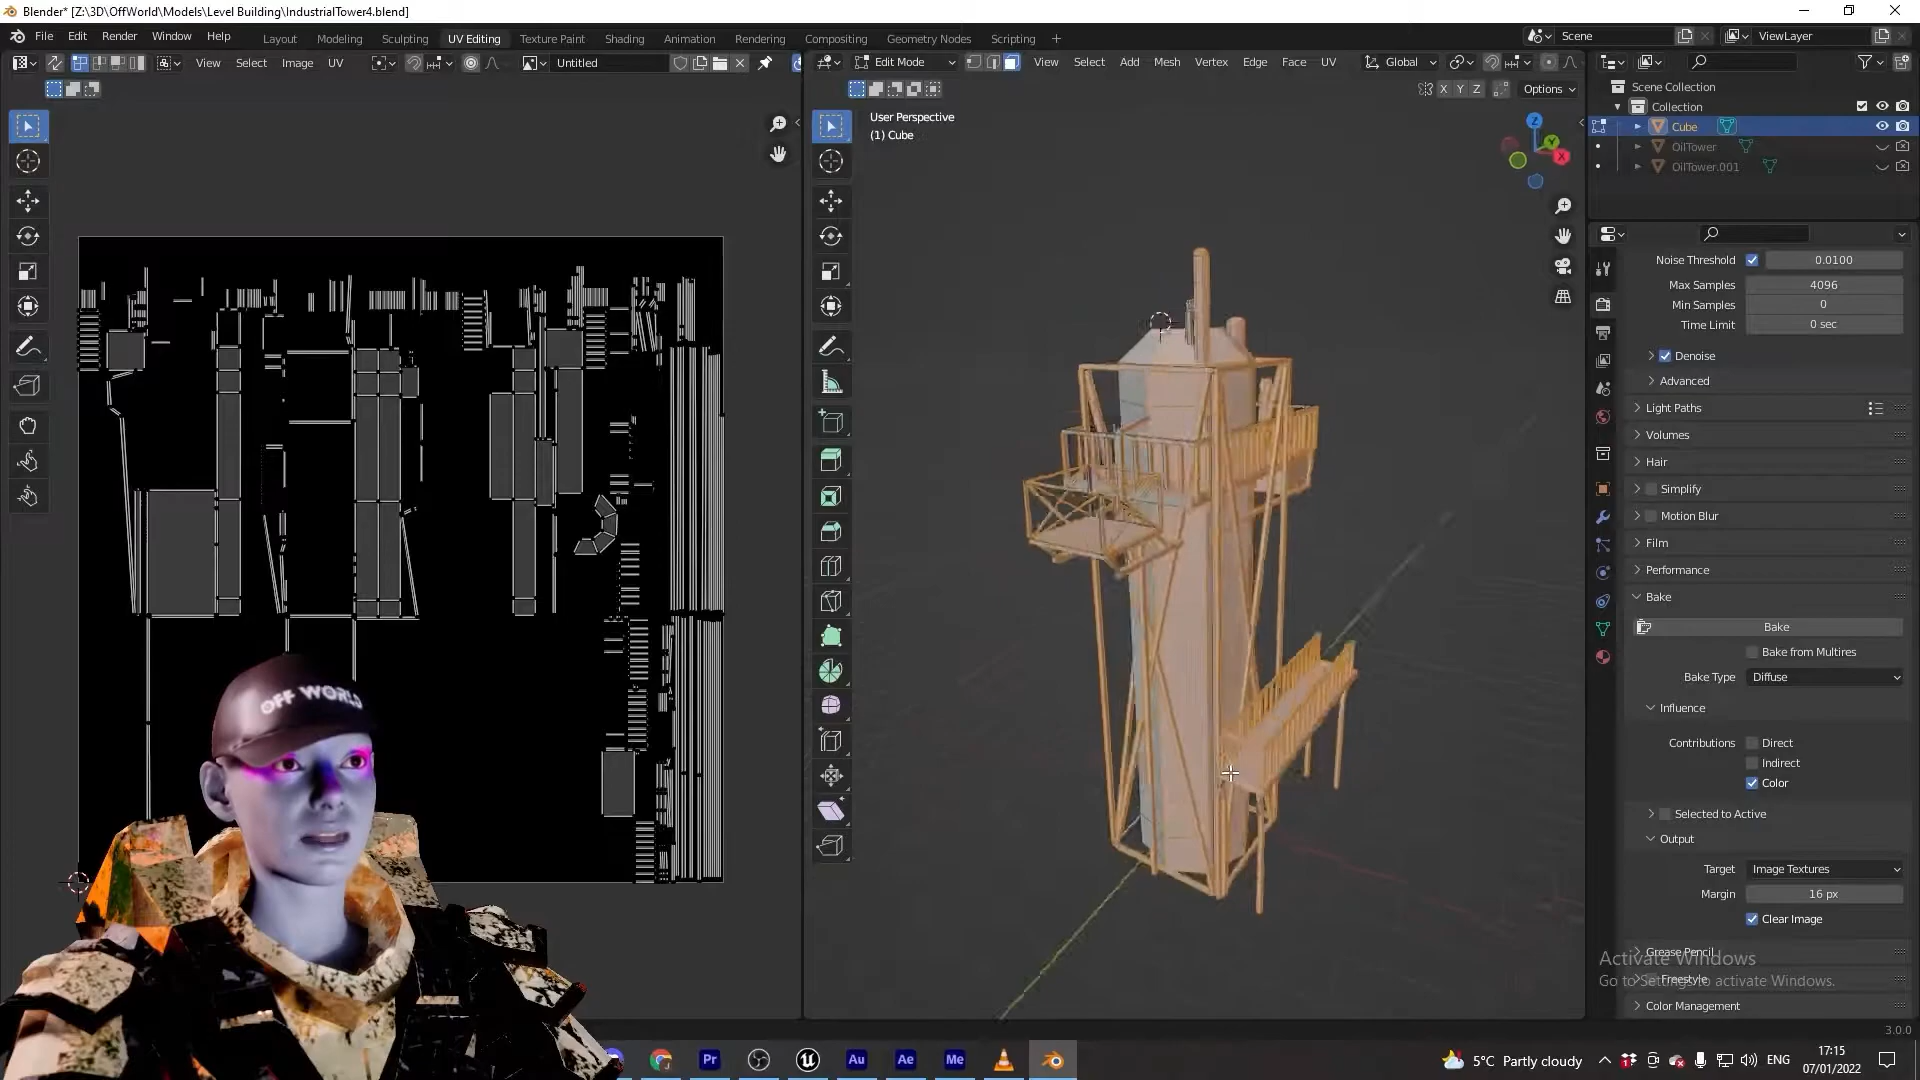 Blender* [Z:\3D\OffWorld\Models\Level Building\IndustrialTower4.blend]
File Edit Render Window Help Layout Modeling Sculpting UV Editing Texture Paint Shading Animation Rendering Compositing Geometry Nodes Scripting + Scene ViewLayer
View Select Image UV Untitled Edit Mode View Select Add Mesh Vertex Edge Face UV Global
X Y Z Options
User Perspective
(1) Cube
Z
Y
X
Scene Collection
Collection
Cube
OilTower
OilTower.001
Noise Threshold 0.0100
Max Samples 4096
Min Samples 0
Time Limit 0 sec
Denoise
Advanced
Light Paths
Volumes
Hair
Simplify
Motion Blur
Film
Performance
Bake
Bake
Bake from Multires
Bake Type Diffuse
Influence
Contributions Direct
Indirect
Color
Selected to Active
Output
Target Image Textures
Margin 16 px
Clear Image
Grease Pencil
Activate Windows
Freestyle
Go to Settings to activate Windows.
Color Management
3.0.0
OFF WORLD
Pr Au Ae Me
5°C Partly cloudy ENG
17:15
07/01/2022